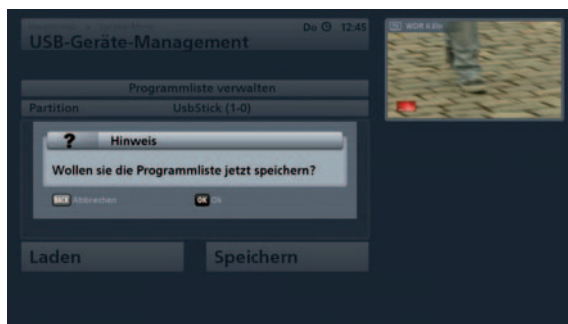 Do 12:45
USB-Geräte-Management
WDR Köln
Programmliste verwalten
Partition UsbStick (1-0)
? Hinweis
Wollen sie die Programmliste jetzt speichern?
BACK Abbrechen OK Ok
Laden Speichern